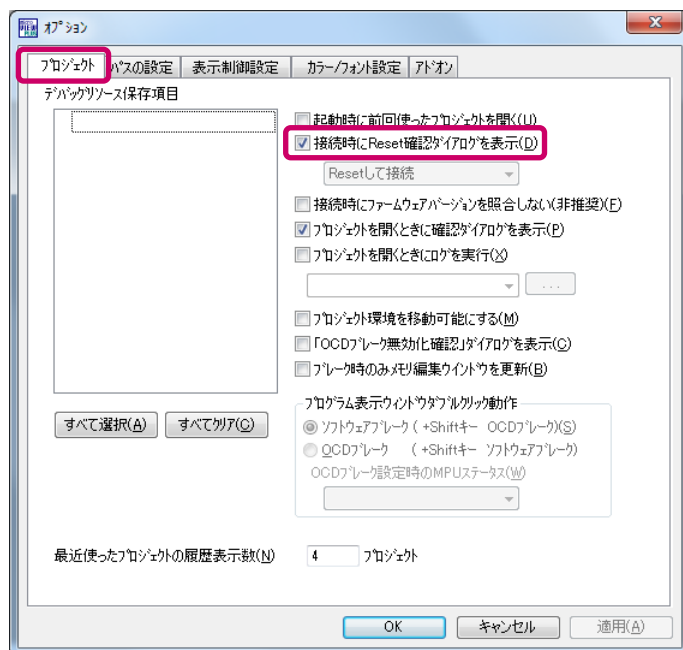 オプション
プロジェクト パスの設定 表示制御設定 カラー/フォント設定 アドオン
デバックリソース保存項目
起動時に前回使ったプロジェクトを開く(U)
接続時にReset確認ダイアログを表示(D)
Resetして接続
接続時にファームウェアバージョンを照合しない(非推奨)(F)
プロジェクトを開くときに確認ダイアログを表示(P)
プロジェクトを開くときにログを実行(X)
...
プロジェクト環境を移動可能にする(M)
「OCDブレーク無効化確認」ダイアログを表示(C)
ブレーク時のみメモリ編集ウインドウを更新(B)
プログラム表示ウィンドウダブルクリック動作
すべて選択(A) すべてクリア(C)
ソフトウェアブレーク ( +Shiftキー OCDブレーク)(S)
OCDブレーク ( +Shiftキー ソフトウェアブレーク)
OCDブレーク設定時のMPUステータス(W)
最近使ったプロジェクトの履歴表示数(N) 4 プロジェクト
OK キャンセル 適用(A)